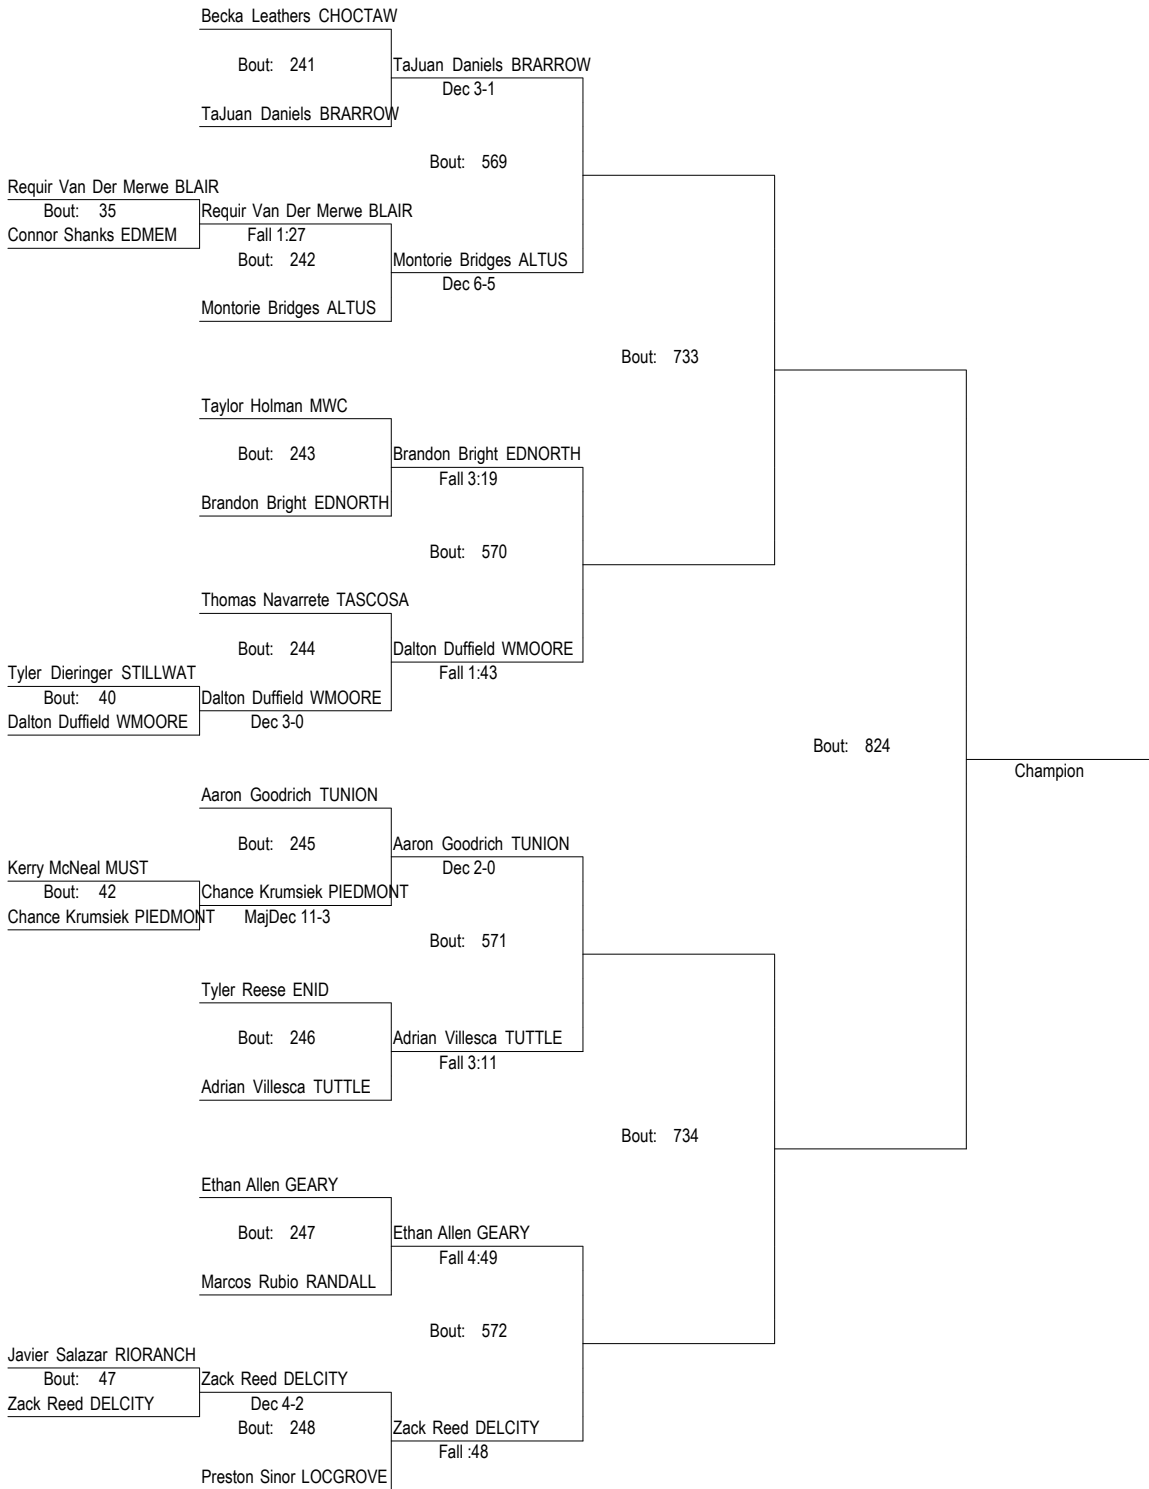 Becka Leathers CHOCTAW
Bout: 241
TaJuan Daniels BRARROW
Dec 3-1
TaJuan Daniels BRARROW
Bout: 569
Requir Van Der Merwe BLAIR
Bout: 35
Requir Van Der Merwe BLAIR
Connor Shanks EDMEM
Fall 1:27
Bout: 242
Montorie Bridges ALTUS
Dec 6-5
Montorie Bridges ALTUS
Bout: 733
Taylor Holman MWC
Bout: 243
Brandon Bright EDNORTH
Fall 3:19
Brandon Bright EDNORTH
Bout: 570
Thomas Navarrete TASCOSA
Bout: 244
Dalton Duffield WMOORE
Fall 1:43
Tyler Dieringer STILLWAT
Bout: 40
Dalton Duffield WMOORE
Dalton Duffield WMOORE
Dec 3-0
Bout: 824
Champion
Aaron Goodrich TUNION
Bout: 245
Aaron Goodrich TUNION
Dec 2-0
Kerry McNeal MUST
Bout: 42
Chance Krumsiek PIEDMONT
Chance Krumsiek PIEDMONT
MajDec 11-3
Bout: 571
Tyler Reese ENID
Bout: 246
Adrian Villesca TUTTLE
Fall 3:11
Adrian Villesca TUTTLE
Bout: 734
Ethan Allen GEARY
Bout: 247
Ethan Allen GEARY
Fall 4:49
Marcos Rubio RANDALL
Bout: 572
Javier Salazar RIORANCH
Bout: 47
Zack Reed DELCITY
Zack Reed DELCITY
Dec 4-2
Bout: 248
Zack Reed DELCITY
Fall :48
Preston Sinor LOCGROVE